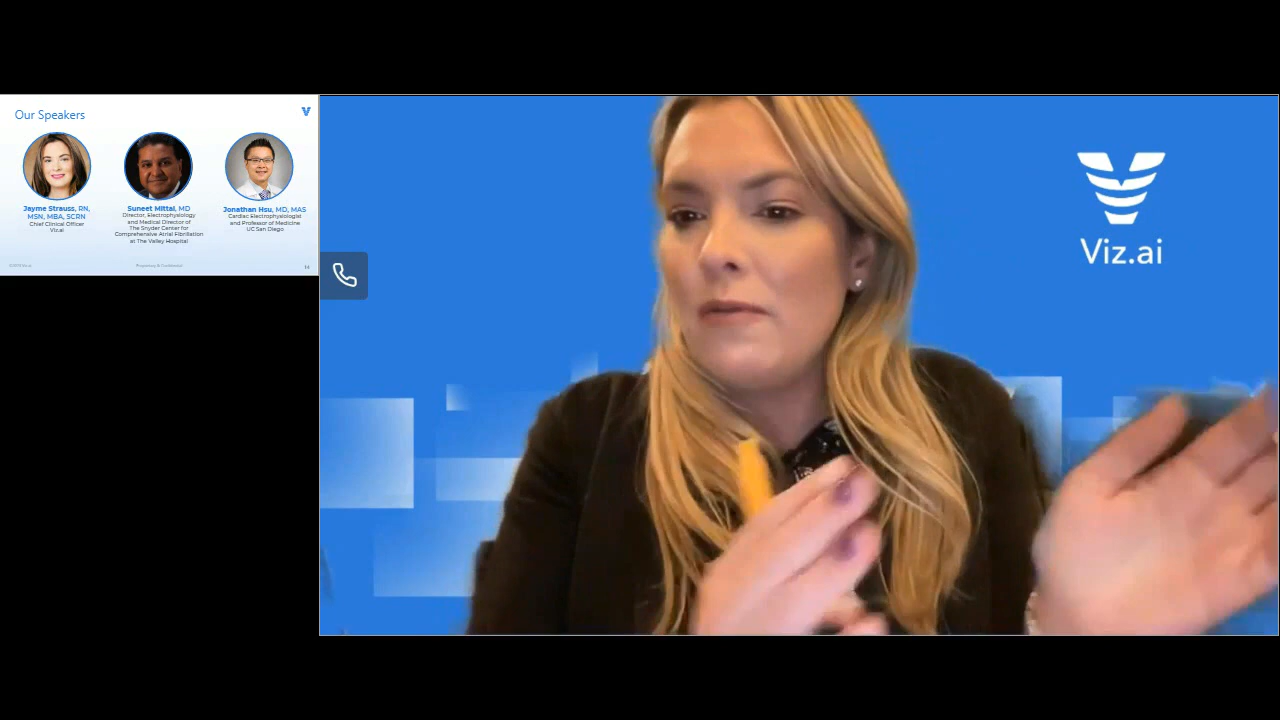 Our Speakers
Jayme Strauss, RN,
MSN, MBA, SCRN
Chief Clinical Officer
Viz.ai
Suneet Mittal, MD
Director, Electrophysiology
and Medical Director of
The Snyder Center for
Comprehensive Atrial Fibrillation
at The Valley Hospital
Jonathan Hsu, MD, MAS
Cardiac Electrophysiologist
and Professor of Medicine
UC San Diego
Proprietary & Confidential
Viz.ai